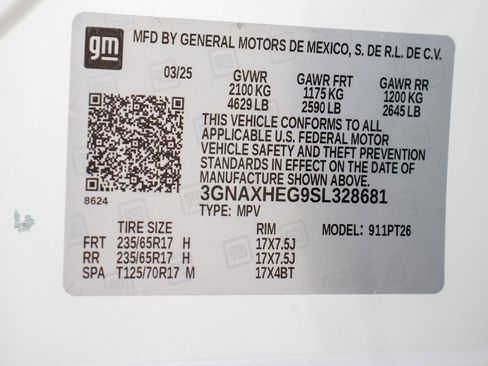 gm MFD BY GENERAL MOTORS DE MEXICO, S. DE R.L. DE C.V.
03/25 GVWR GAWR FRT GAWR RR
2100 KG 1175 KG 1200 KG
4629 LB 2590 LB 2645 LB
THIS VEHICLE CONFORMS TO ALL
APPLICABLE U.S. FEDERAL MOTOR
VEHICLE SAFETY AND THEFT PREVENTION
STANDARDS IN EFFECT ON THE DATE OF
MANUFACTURE SHOWN ABOVE.
8624 3GNAXHEG9SL328681
TYPE: MPV
TIRE SIZE RIM MODEL: 911PT26
FRT 235/65R17 H 17X7.5J
RR 235/65R17 H 17X7.5J
SPA T125/70R17 M 17X4BT